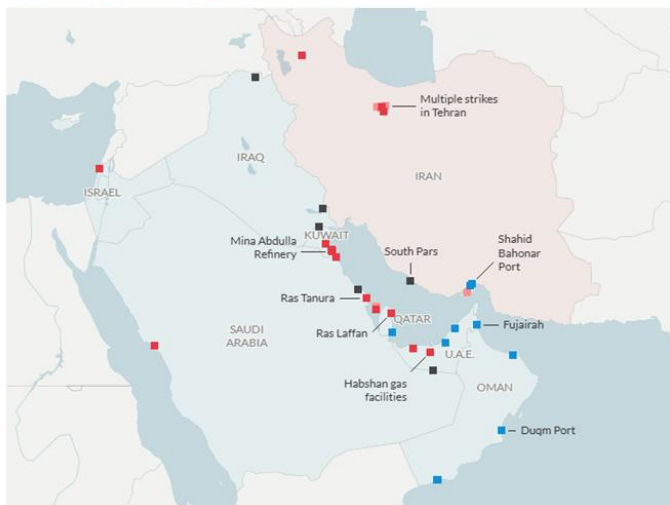 Multiple strikes
in Tehran
IRAQ
IRAN
ISRAEL
KUWAIT
Mina Abdulla
Refinery
South Pars
Shahid
Bahonar
Port
Ras Tanura
QATAR
Fujairah
SAUDI
ARABIA
Ras Laffan
U.A.E.
Habshan gas
facilities
OMAN
Duqm Port